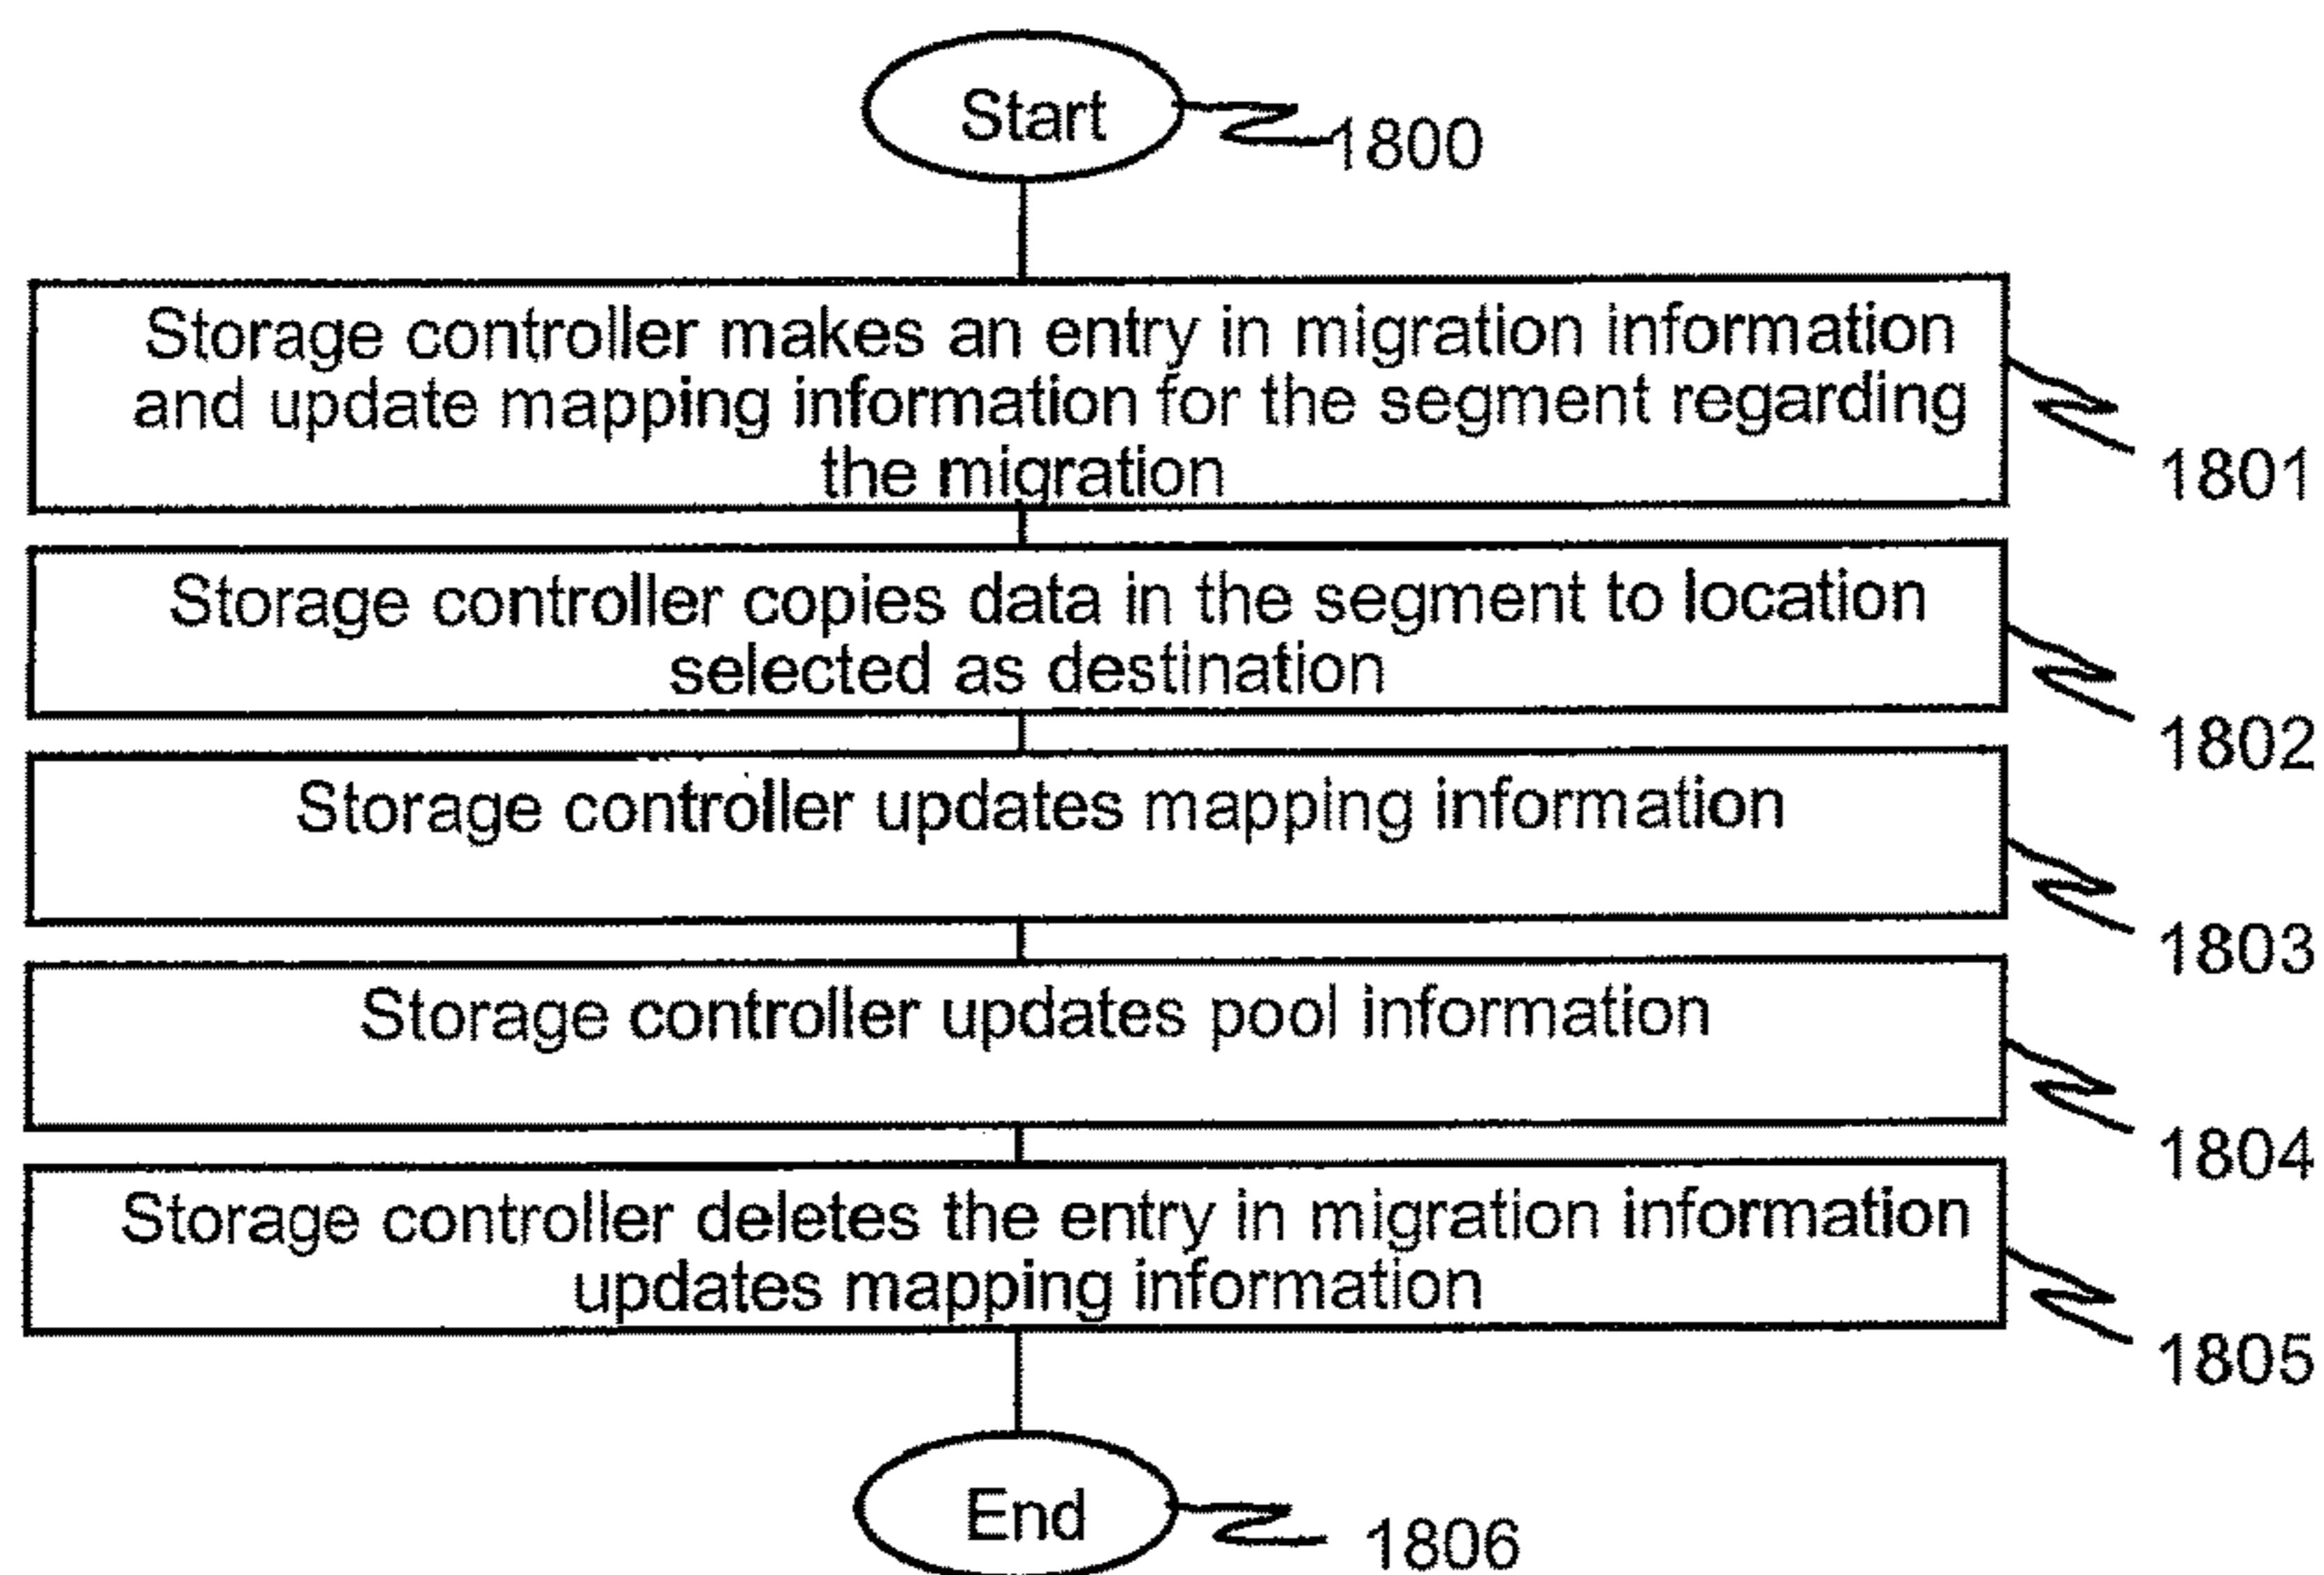 Start
1800
Storage controller makes an entry in migration information
and update mapping information for the segment regarding
the migration
1801
Storage controller copies data in the segment to location
selected as destination
1802
Storage controller updates mapping information
1803
Storage controller updates pool information
1804
Storage controller deletes the entry in migration information
updates mapping information
1805
End
1806